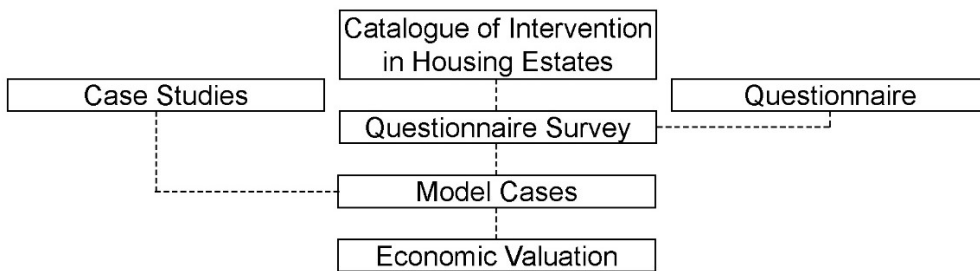 Catalogue of Intervention
in Housing Estates
Case Studies
Questionnaire
Questionnaire Survey
Model Cases
Economic Valuation